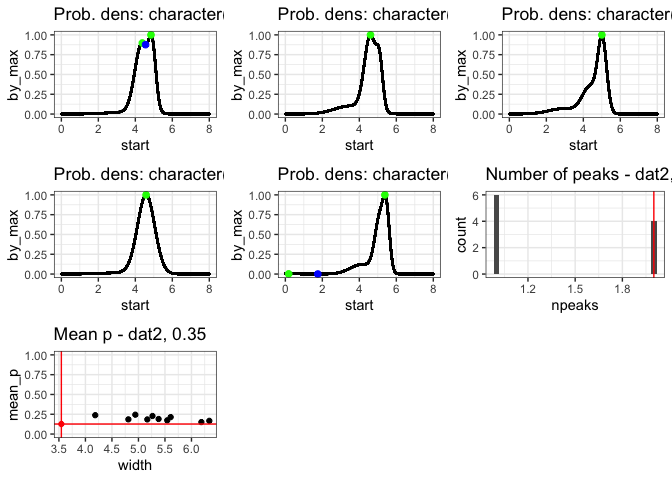 Prob. dens: character(
by_max
1.00
0.75
0.50
0.25
0.00
0 2 4 6 8
start
Prob. dens: character(
by_max
1.00
0.75
0.50
0.25
0.00
0 2 4 6 8
start
Prob. dens: character(
by_max
1.00
0.75
0.50
0.25
0.00
0 2 4 6 8
start
Prob. dens: character(
by_max
1.00
0.75
0.50
0.25
0.00
0 2 4 6 8
start
Prob. dens: character(
by_max
1.00
0.75
0.50
0.25
0.00
0 2 4 6 8
start
Number of peaks - dat2,
count
6
4
2
0
1.2 1.5 1.8
npeaks
Mean p - dat2, 0.35
mean_p
1.00
0.75
0.50
0.25
0.00
3.5 4.0 4.5 5.0 5.5 6.0
width